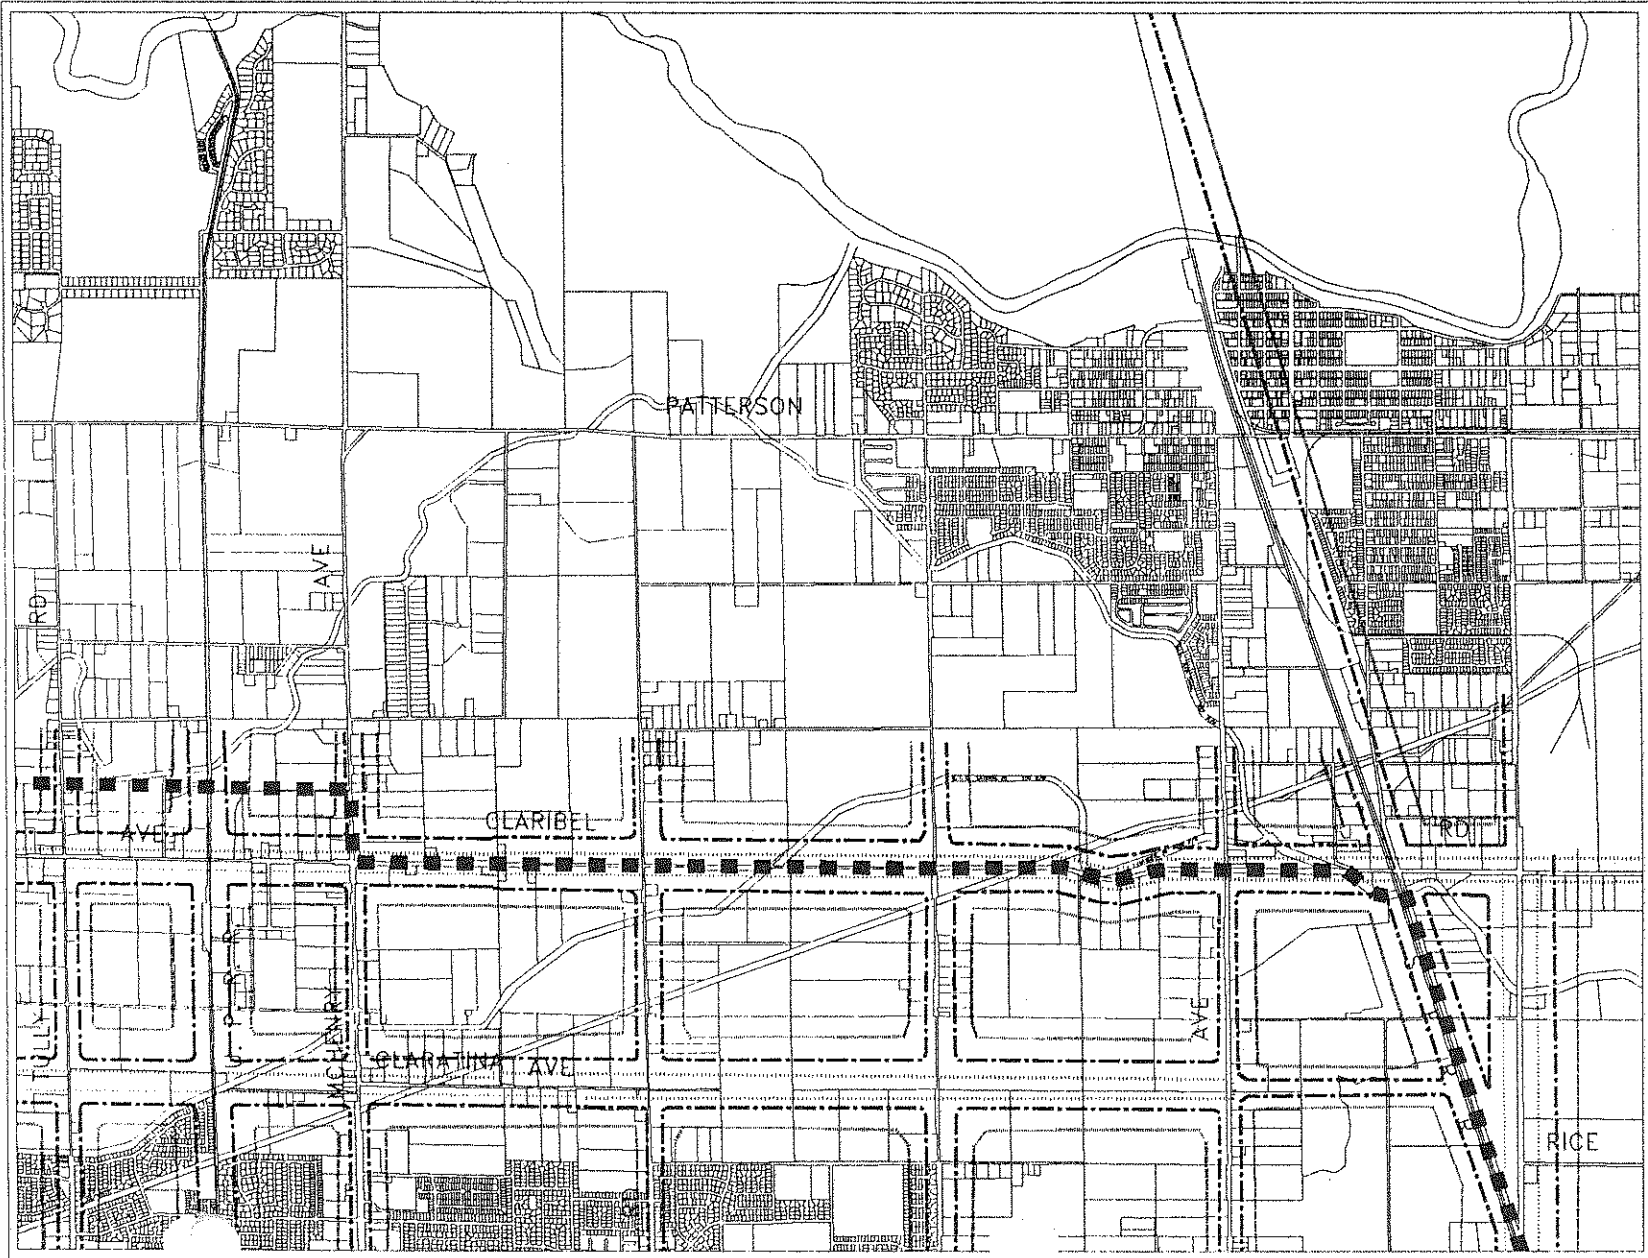 PATTERSON
AVE
RD
CLARIBEL
AVE
RD
TULLY
U.P.R.R.
MCHENRY
AVE
CLARATINA AVE
RICE